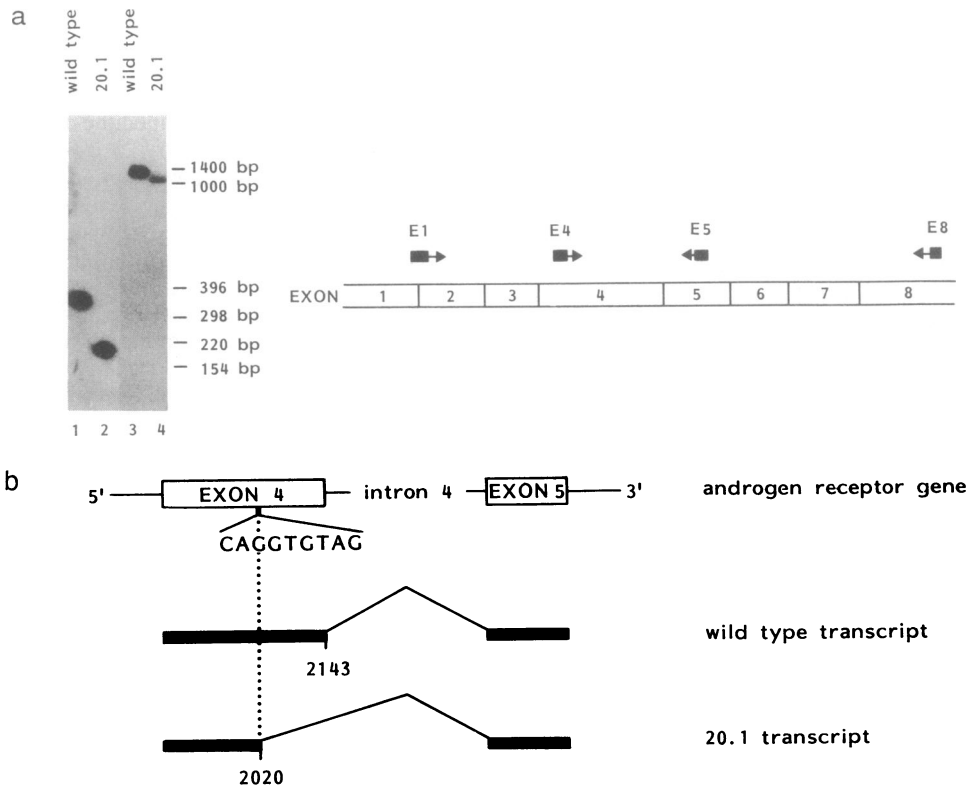 a
wild type
20.1
wild type
20.1
1400 bp
1000 bp
396 bp
298 bp
220 bp
154 bp
1 2 3 4
E1 E4 E5 E8
EXON 1 2 3 4 5 6 7 8
b
5' EXON 4 intron 4 EXON 5 3' androgen receptor gene
CAGGTGTAG
wild type transcript
2143
20.1 transcript
2020